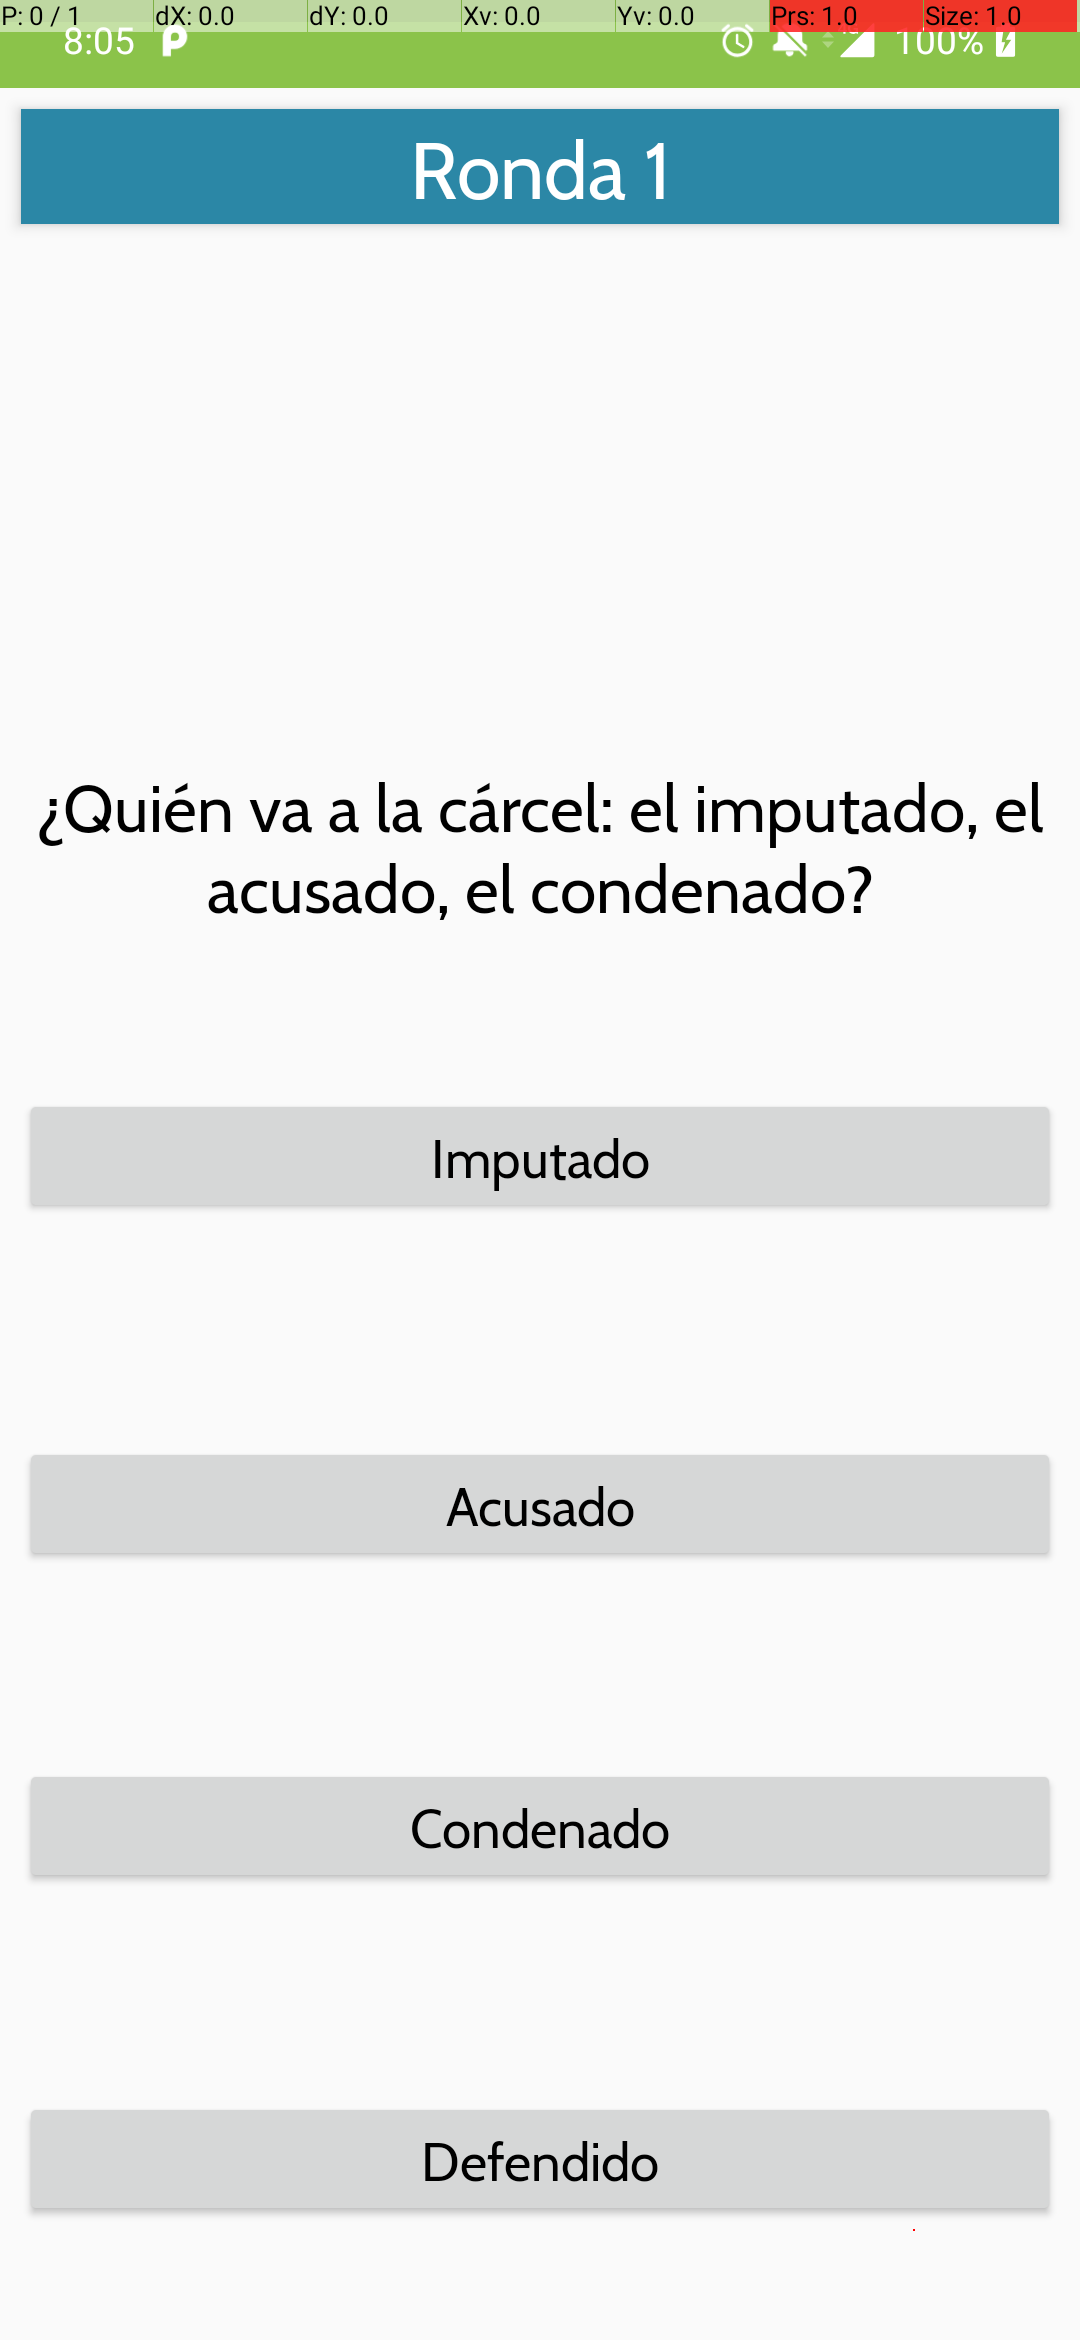 P: 0 / 1 dX: 0.0 dY: 0.0 Xv: 0.0 Yv: 0.0 Prs: 1.0 Size: 1.0
8:05 100%
Ronda 1
¿Quién va a la cárcel: el imputado, el
acusado, el condenado?
Imputado
Acusado
Condenado
Defendido